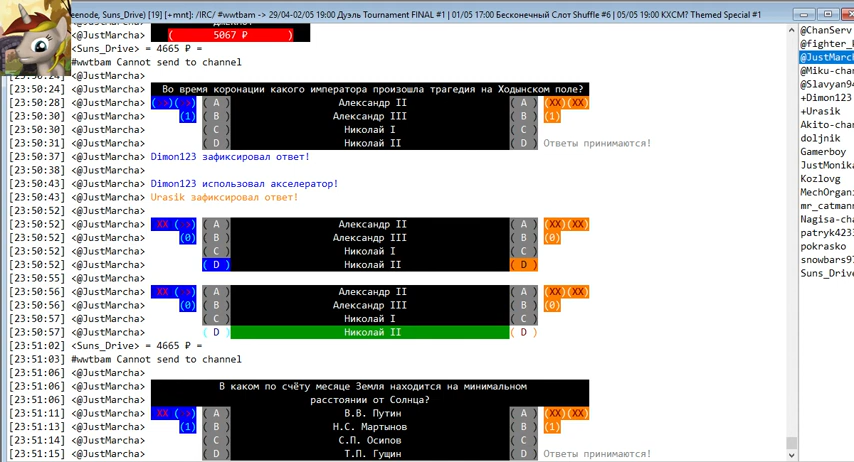 eenode, Suns_Drive) [19] [+mnt]: /IRC/ #wwtbam -> 29/04-02/05 19:00 Дуэль Tournament FINAL #1 | 01/05 17:00 Бесконечный Слот Shuffle #6 | 05/05 19:00 КХСМ? Themed Special #1
<@JustMarcha> ( 5067 ₽ )
<Suns_Drive> = 4665 ₽ =
#wwtbam Cannot send to channel
<@JustMarcha>
[23:50:24] <@JustMarcha> Во время коронации какого императора произошла трагедия на Ходынском поле?
[23:50:28] <@JustMarcha> (->)(->) ( A ) Александр II ( A ) (XX)(XX)
[23:50:30] <@JustMarcha> (1) ( B ) Александр III ( B ) (1)
[23:50:30] <@JustMarcha> ( C ) Николай I ( C )
[23:50:31] <@JustMarcha> ( D ) Николай II ( D ) Ответы принимаются!
[23:50:37] <@JustMarcha> Dimon123 зафиксировал ответ!
[23:50:38] <@JustMarcha>
[23:50:43] <@JustMarcha> Dimon123 использовал акселератор!
[23:50:43] <@JustMarcha> Urasik зафиксировал ответ!
[23:50:52] <@JustMarcha>
[23:50:52] <@JustMarcha> XX (->) ( A ) Александр II ( A ) (XX)(XX)
[23:50:52] <@JustMarcha> (0) ( B ) Александр III ( B ) (0)
[23:50:52] <@JustMarcha> ( C ) Николай I ( C )
[23:50:52] <@JustMarcha> ( D ) Николай II ( D )
[23:50:55] <@JustMarcha>
[23:50:56] <@JustMarcha> XX (->) ( A ) Александр II ( A ) (XX)(XX)
[23:50:56] <@JustMarcha> (0) ( B ) Александр III ( B ) (0)
[23:50:57] <@JustMarcha> ( C ) Николай I ( C )
[23:50:57] <@JustMarcha> ( D ) Николай II ( D )
[23:51:02] <Suns_Drive> = 4665 ₽ =
[23:51:03] #wwtbam Cannot send to channel
[23:51:06] <@JustMarcha>
[23:51:06] <@JustMarcha> В каком по счёту месяце Земля находится на минимальном
[23:51:06] <@JustMarcha> расстоянии от Солнца?
[23:51:11] <@JustMarcha> XX (->) ( A ) В.В. Путин ( A ) (XX)(XX)
[23:51:13] <@JustMarcha> (1) ( B ) Н.С. Мартынов ( B ) (1)
[23:51:14] <@JustMarcha> ( C ) С.П. Осипов ( C )
[23:51:15] <@JustMarcha> ( D ) Т.П. Гущин ( D ) Ответы принимаются!
@ChanServ
@fighter_
@JustMarch
@Miku-chan
@Slavyan94
+Dimon123
+Urasik
Akito-chan
doljnik
Gamerboy
JustMonika
Kozlovg
MechOrgani
mr_catmann
Nagisa-cha
patryk4233
pokrasko
snowbars97
Suns_Drive